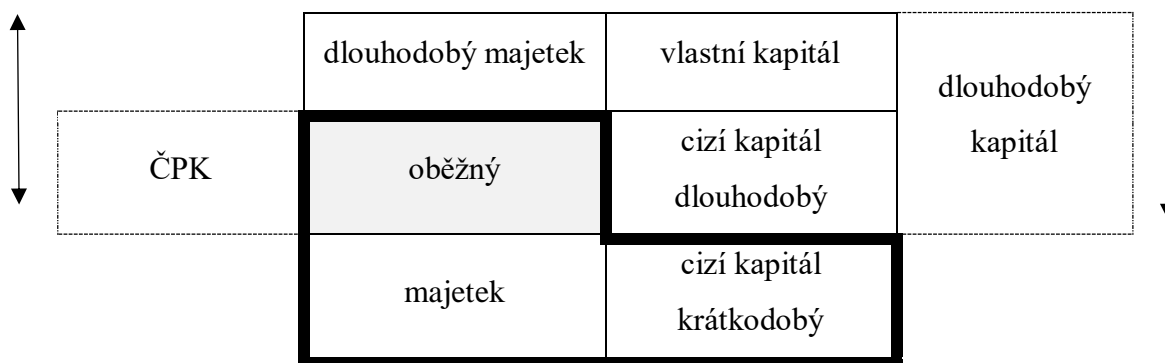 dlouhodobý majetek
vlastní kapitál
dlouhodobý
kapitál
ČPK
oběžný
cizí kapitál
dlouhodobý
majetek
cizí kapitál
krátkodobý